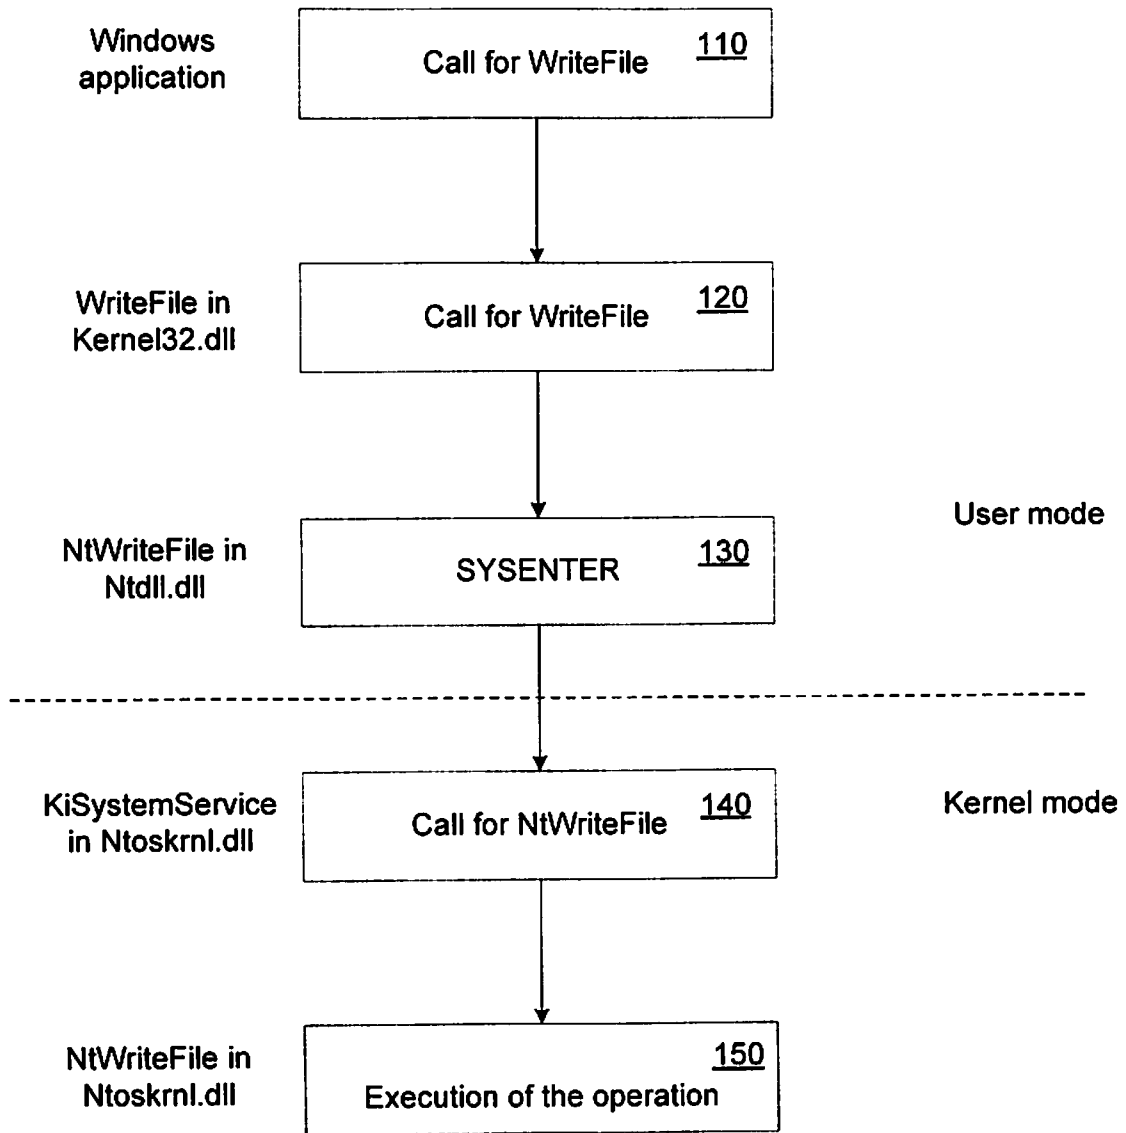 Windows
application
Call for WriteFile
110
WriteFile in
Kernel32.dll
Call for WriteFile
120
NtWriteFile in
Ntdll.dll
SYSENTER
130
User mode
KiSystemService
in Ntoskrnl.dll
Call for NtWriteFile
140
Kernel mode
NtWriteFile in
Ntoskrnl.dll
150
Execution of the operation